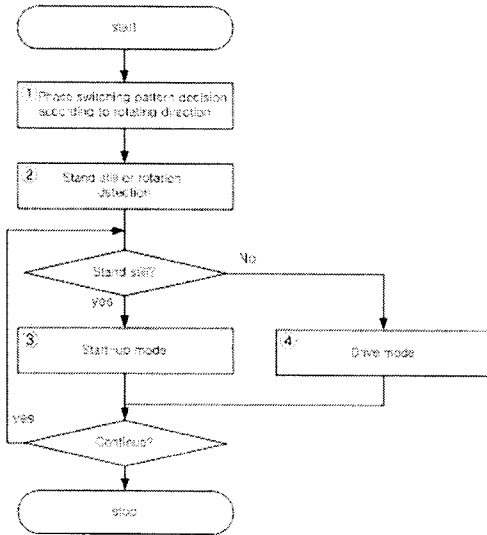 start
① Phase switching pattern decision
according to rotating direction
② Stand still or rotation
detection
Stand still?
No
yes
③ Start-up mode
④ Drive mode
yes
Continue?
stop